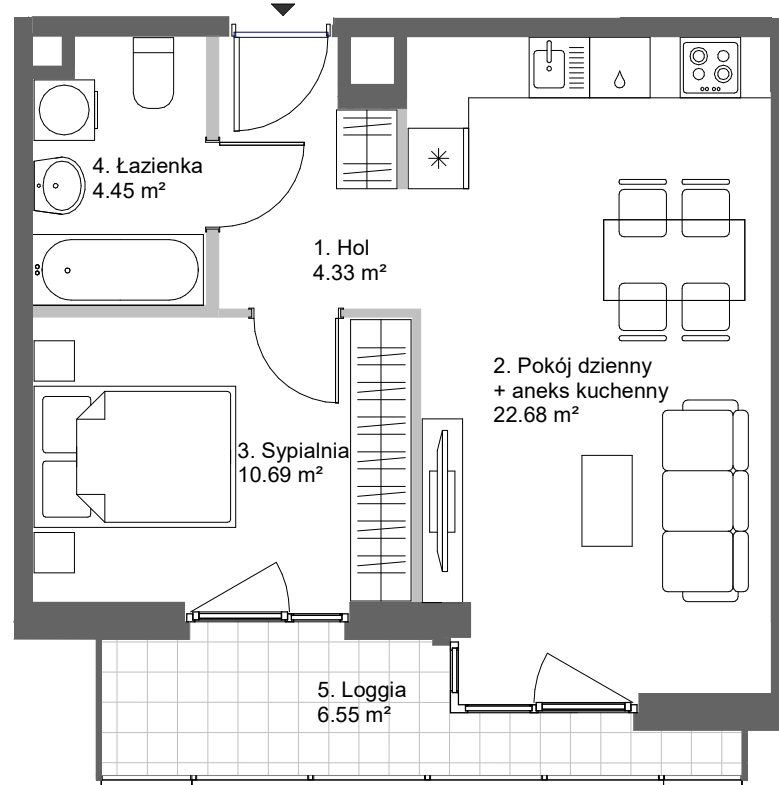 4. Łazienka
4.45 m²
1. Hol
4.33 m²
2. Pokój dzienny
+ aneks kuchenny
22.68 m²
3. Sypialnia
10.69 m²
5. Loggia
6.55 m²